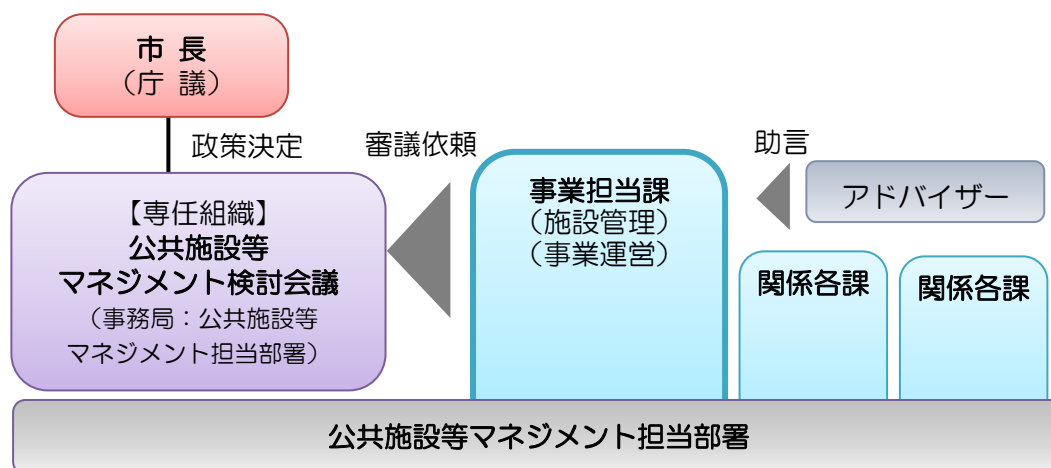 市 長
（庁 議）
政策決定
審議依頼
助言
【専任組織】
公共施設等
マネジメント検討会議
（事務局：公共施設等
マネジメント担当部署）
事業担当課
（施設管理）
（事業運営）
アドバイザー
関係各課
関係各課
公共施設等マネジメント担当部署